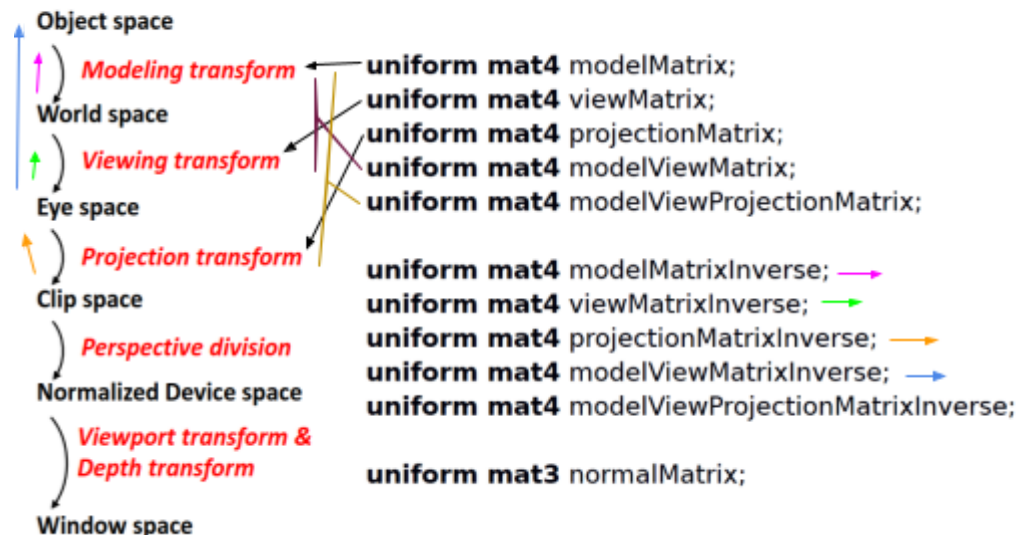 Object space
Modeling transform
World space
Viewing transform
Eye space
Projection transform
Clip space
Perspective division
Normalized Device space
Viewport transform &
Depth transform
Window space
uniform mat4 modelMatrix;
uniform mat4 viewMatrix;
uniform mat4 projectionMatrix;
uniform mat4 modelViewMatrix;
uniform mat4 modelViewProjectionMatrix;
uniform mat4 modelMatrixInverse;
uniform mat4 viewMatrixInverse;
uniform mat4 projectionMatrixInverse;
uniform mat4 modelViewMatrixInverse;
uniform mat4 modelViewProjectionMatrixInverse;
uniform mat3 normalMatrix;